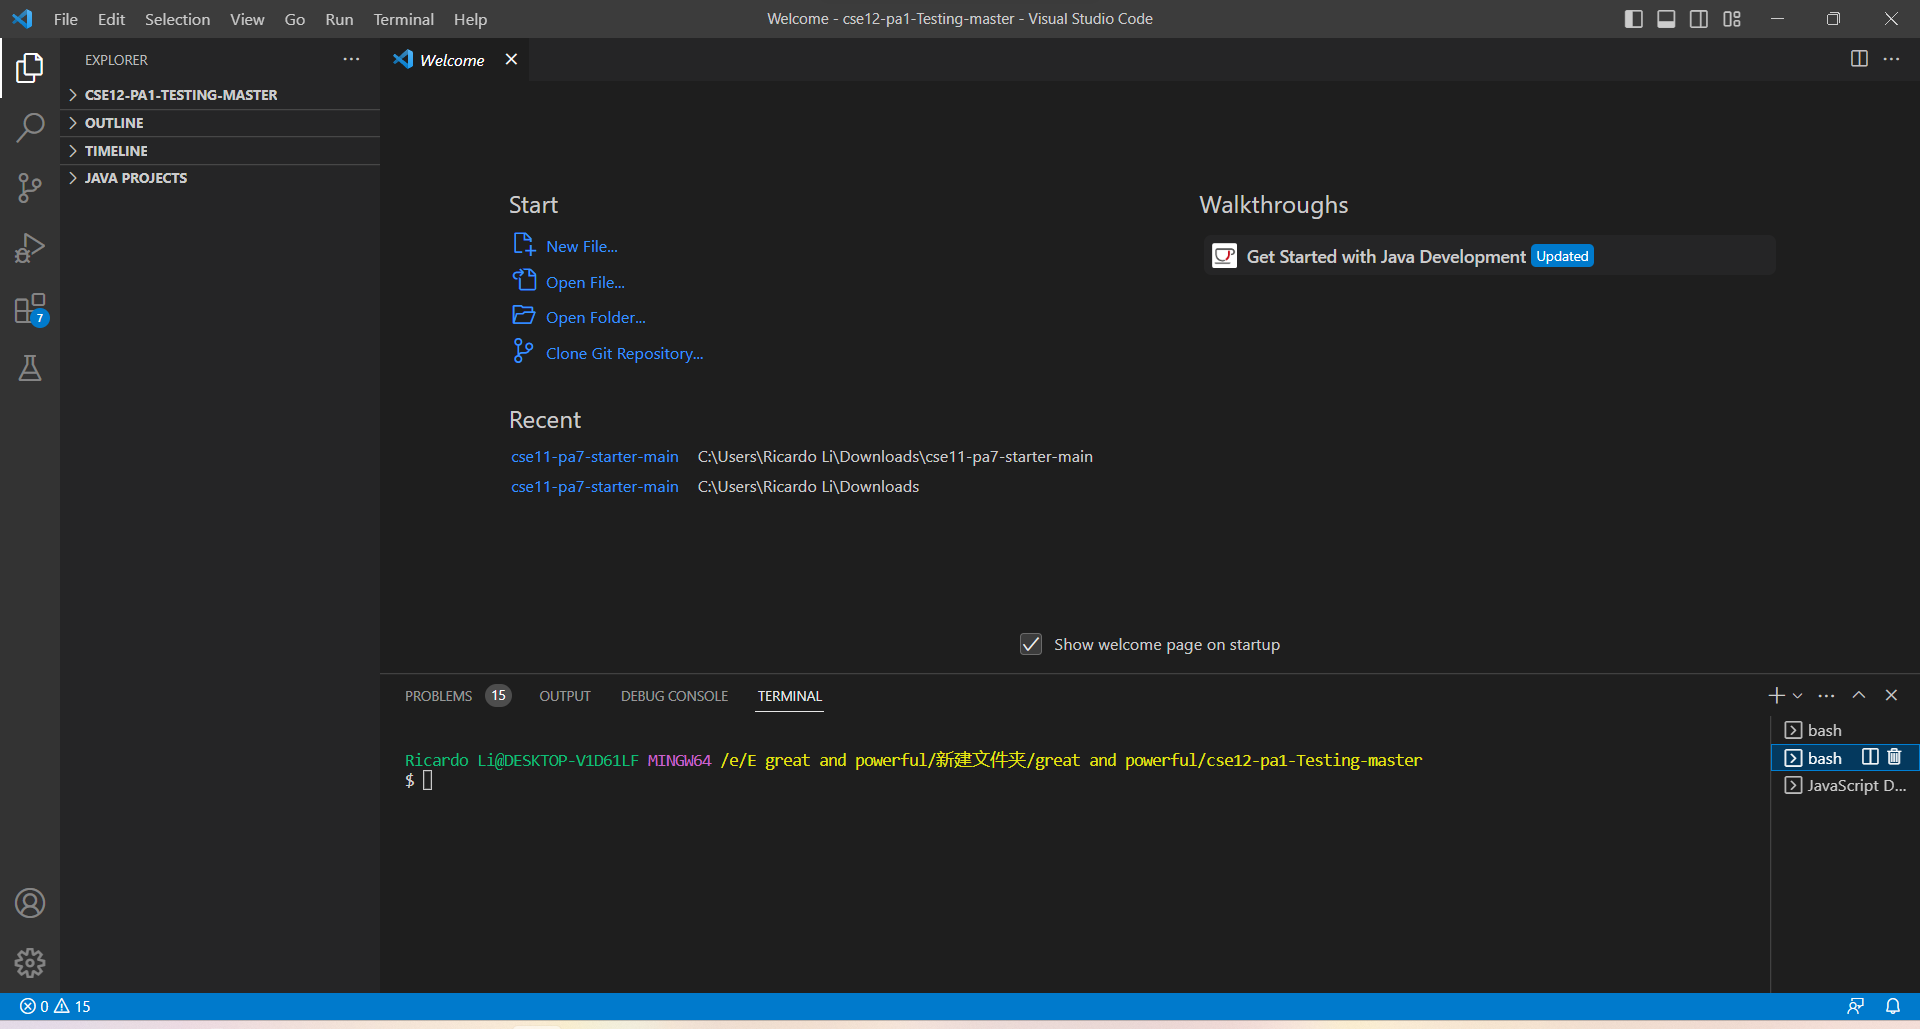 File Edit Selection View Go Run Terminal Help
Welcome - cse12-pa1-Testing-master - Visual Studio Code
EXPLORER
CSE12-PA1-TESTING-MASTER
OUTLINE
TIMELINE
JAVA PROJECTS
7
Welcome
Start
New File...
Open File...
Open Folder...
Clone Git Repository...
Recent
cse11-pa7-starter-main C:\Users\Ricardo Li\Downloads\cse11-pa7-starter-main
cse11-pa7-starter-main C:\Users\Ricardo Li\Downloads
Walkthroughs
Get Started with Java Development Updated
Show welcome page on startup
PROBLEMS 15 OUTPUT DEBUG CONSOLE TERMINAL
Ricardo Li@DESKTOP-V1D61LF MINGW64 /e/E great and powerful/新建文件夹/great and powerful/cse12-pa1-Testing-master
$
bash
bash
JavaScript D...
0 15